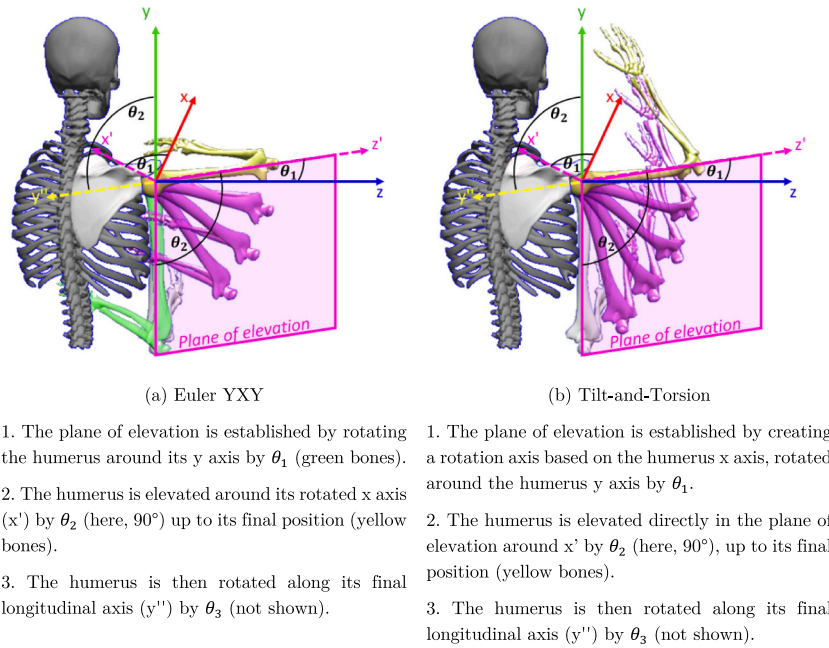 y
x
θ₂
x'
θ₁
z'
θ₁
y''
z
θ₂
Plane of elevation
y
x
θ₂
x'
θ₁
z'
θ₁
y''
z
θ₂
Plane of elevation
(a) Euler YXY
1. The plane of elevation is established by rotating
the humerus around its y axis by θ₁ (green bones).
2. The humerus is elevated around its rotated x axis
(x') by θ₂ (here, 90°) up to its final position (yellow
bones).
3. The humerus is then rotated along its final
longitudinal axis (y'') by θ₃ (not shown).
(b) Tilt-and-Torsion
1. The plane of elevation is established by creating
a rotation axis based on the humerus x axis, rotated
around the humerus y axis by θ₁.
2. The humerus is elevated directly in the plane of
elevation around x’ by θ₂ (here, 90°), up to its final
position (yellow bones).
3. The humerus is then rotated along its final
longitudinal axis (y'') by θ₃ (not shown).